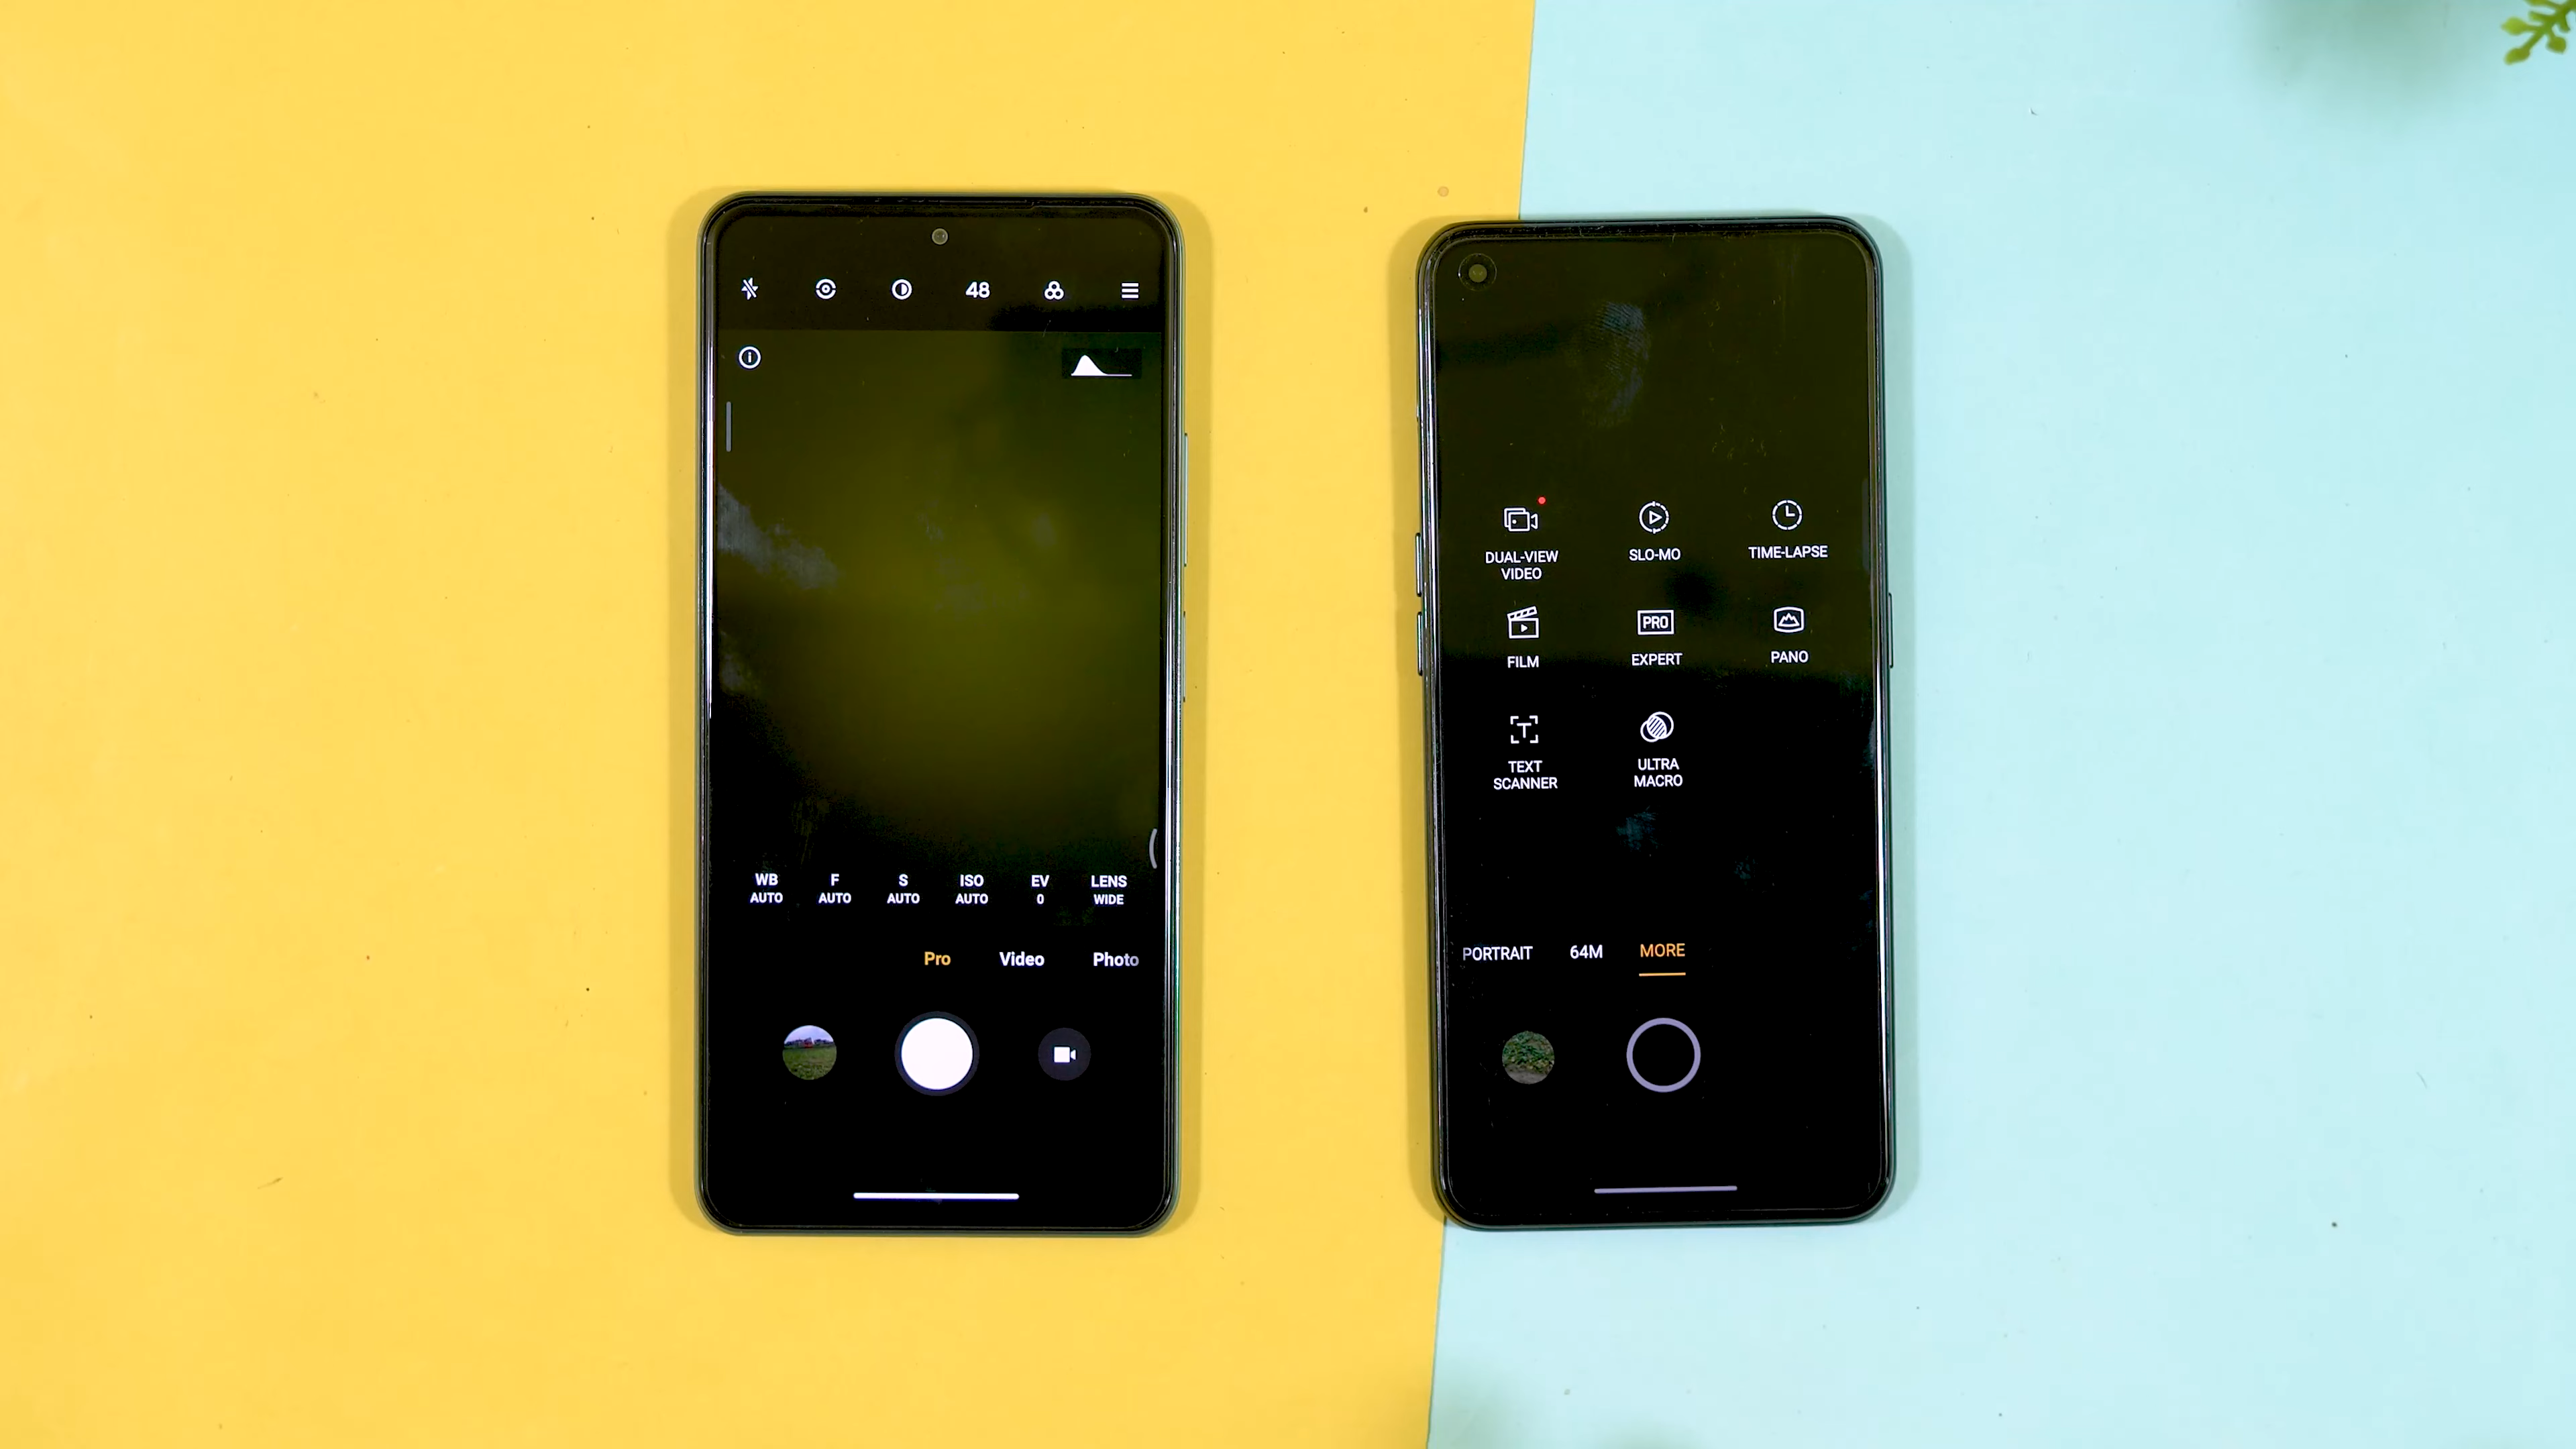 48
WB F S ISO EV LENS
AUTO AUTO AUTO AUTO 0 WIDE
Pro Video Photo
DUAL-VIEW
VIDEO
SLO-MO
TIME-LAPSE
FILM
PRO
EXPERT
PANO
T
TEXT
SCANNER
ULTRA
MACRO
PORTRAIT 64M MORE